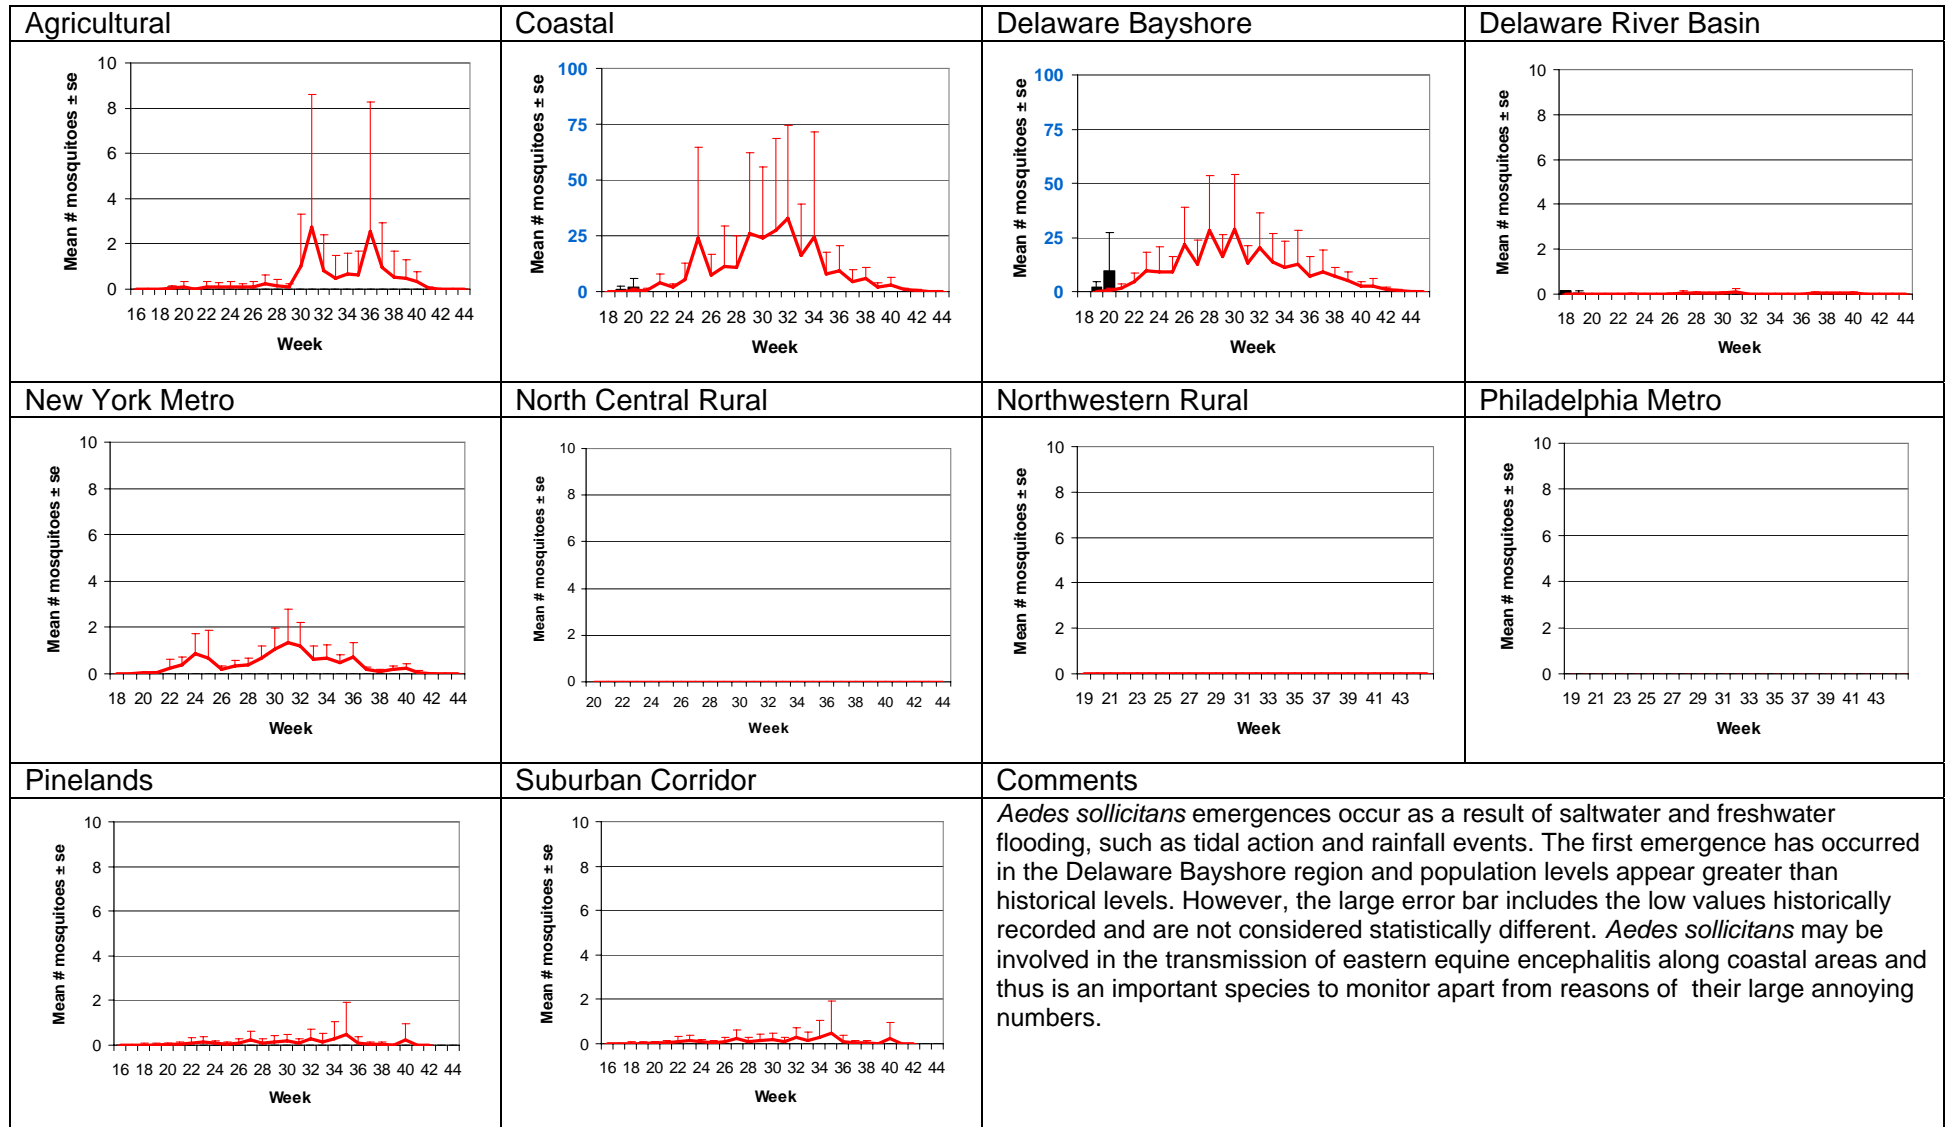 Agricultural
Coastal
Delaware Bayshore
Delaware River Basin
Mean # mosquitoes ± se
10
8
6
4
2
0
16 18 20 22 24 26 28 30 32 34 36 38 40 42 44
Week
Mean # mosquitoes ± se
100
75
50
25
0
18 20 22 24 26 28 30 32 34 36 38 40 42 44
Week
Mean # mosquitoes ± se
100
75
50
25
0
18 20 22 24 26 28 30 32 34 36 38 40 42 44
Week
Mean # mosquitoes ± se
10
8
6
4
2
0
18 20 22 24 26 28 30 32 34 36 38 40 42 44
Week
New York Metro
North Central Rural
Northwestern Rural
Philadelphia Metro
Mean # mosquitoes ± se
10
8
6
4
2
0
18 20 22 24 26 28 30 32 34 36 38 40 42 44
Week
Mean # mosquitoes ± se
10
8
6
4
2
0
20 22 24 26 28 30 32 34 36 38 40 42 44
Week
Mean # mosquitoes ± se
10
8
6
4
2
0
19 21 23 25 27 29 31 33 35 37 39 41 43
Week
Mean # mosquitoes ± se
10
8
6
4
2
0
19 21 23 25 27 29 31 33 35 37 39 41 43
Week
Pinelands
Suburban Corridor
Comments
Mean # mosquitoes ± se
10
8
6
4
2
0
16 18 20 22 24 26 28 30 32 34 36 38 40 42 44
Week
Mean # mosquitoes ± se
10
8
6
4
2
0
16 18 20 22 24 26 28 30 32 34 36 38 40 42 44
Week
Aedes sollicitans emergences occur as a result of saltwater and freshwater
flooding, such as tidal action and rainfall events. The first emergence has occurred
in the Delaware Bayshore region and population levels appear greater than
historical levels. However, the large error bar includes the low values historically
recorded and are not considered statistically different. Aedes sollicitans may be
involved in the transmission of eastern equine encephalitis along coastal areas and
thus is an important species to monitor apart from reasons of their large annoying
numbers.